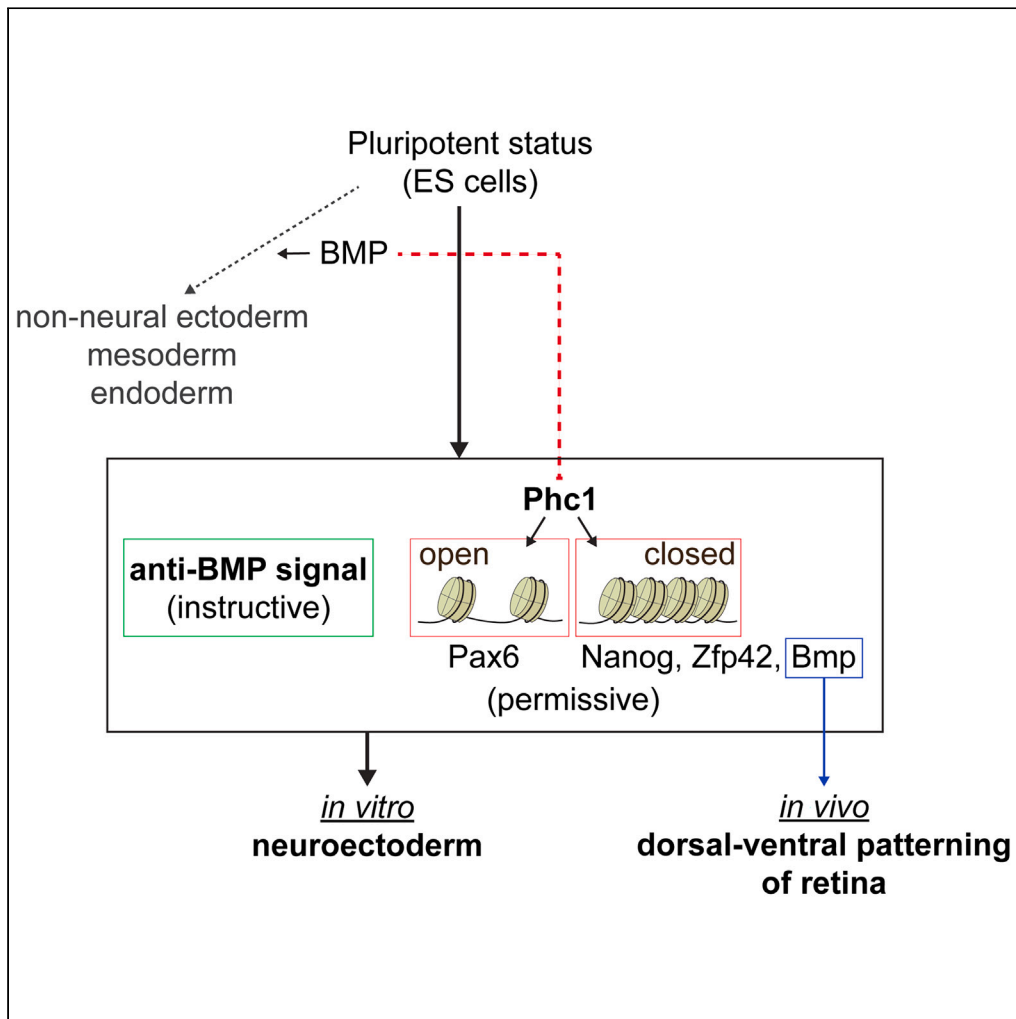 Pluripotent status
(ES cells)
BMP
non-neural ectoderm
mesoderm
endoderm
Phc1
anti-BMP signal
(instructive)
open
closed
Pax6
Nanog, Zfp42, Bmp
(permissive)
in vitro
neuroectoderm
in vivo
dorsal-ventral patterning
of retina